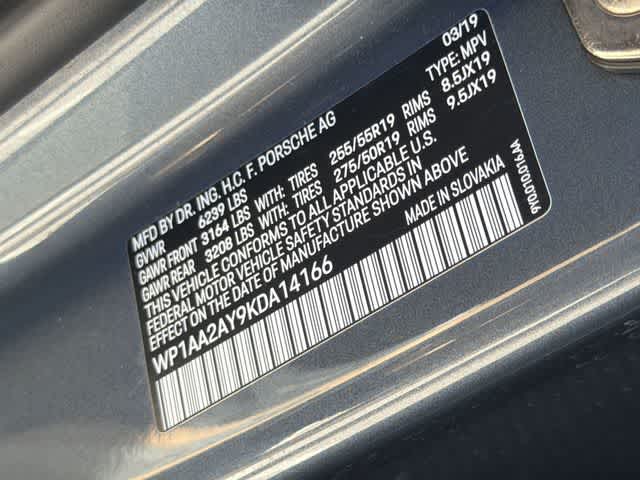 MFD BY DR. ING. H.C. F. PORSCHE AG 03/19
GVWR 6239 LBS TYPE: MPV
GAWR FRONT 3164 LBS WITH TIRES 255/55R19 RIMS 8.5JX19
GAWR REAR 3208 LBS WITH TIRES 275/50R19 RIMS 9.5JX19
THIS VEHICLE CONFORMS TO ALL APPLICABLE U.S.
FEDERAL MOTOR VEHICLE SAFETY STANDARDS IN
EFFECT ON THE DATE OF MANUFACTURE SHOWN ABOVE
WP1AA2AY9KDA14166 MADE IN SLOVAKIA